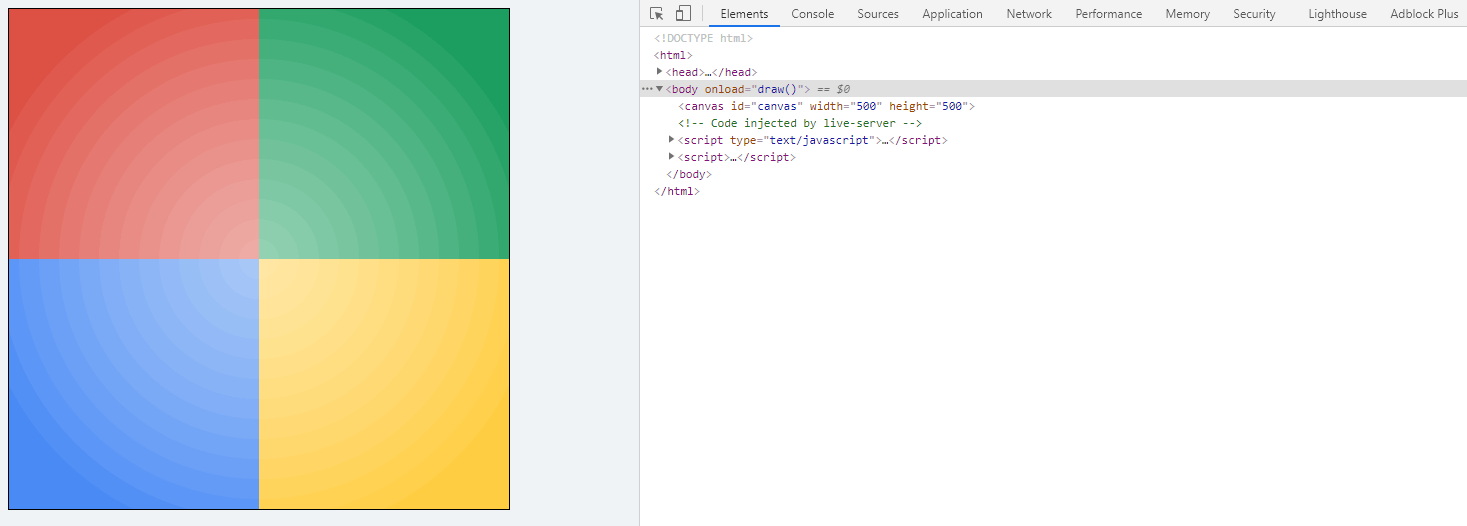 Elements Console Sources Application Network Performance Memory Security Lighthouse Adblock Plus
<!DOCTYPE html>
<html>
<head>…</head>
<body onload="draw()"> == $0
<canvas id="canvas" width="500" height="500">
<!-- Code injected by live-server -->
<script type="text/javascript">…</script>
<script>…</script>
</body>
</html>